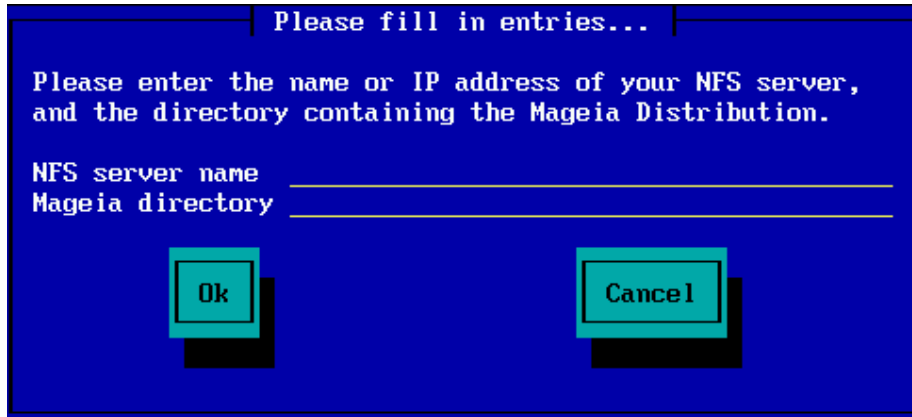 Please fill in entries...
Please enter the name or IP address of your NFS server,
and the directory containing the Mageia Distribution.
NFS server name
Mageia directory
Ok Cancel